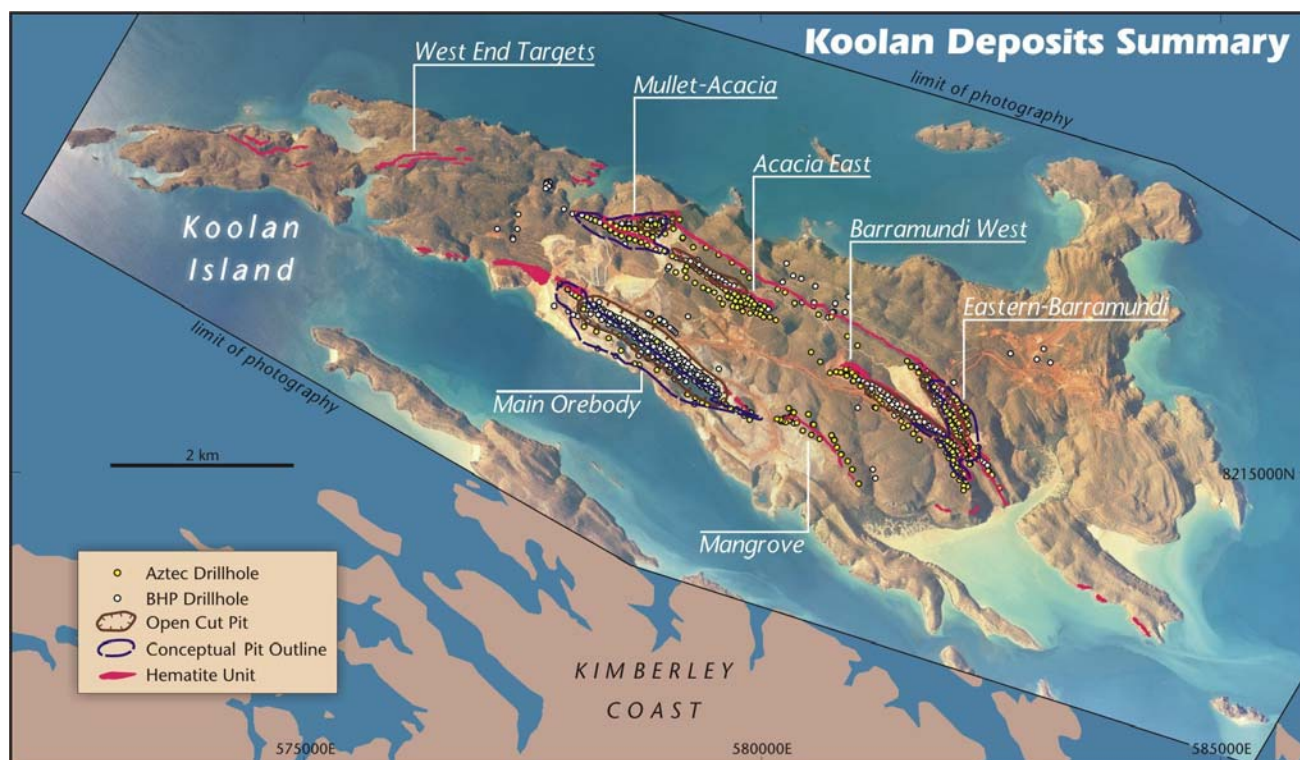 Koolan Deposits Summary
limit of photography
West End Targets
Mullet-Acacia
Acacia East
Barramundi West
Koolan
Island
Eastern-Barramundi
limit of photography
Main Orebody
2 km
8215000N
Mangrove
Aztec Drillhole
BHP Drillhole
Open Cut Pit
Conceptual Pit Outline
Hematite Unit
KIMBERLEY
COAST
575000E
580000E
585000E